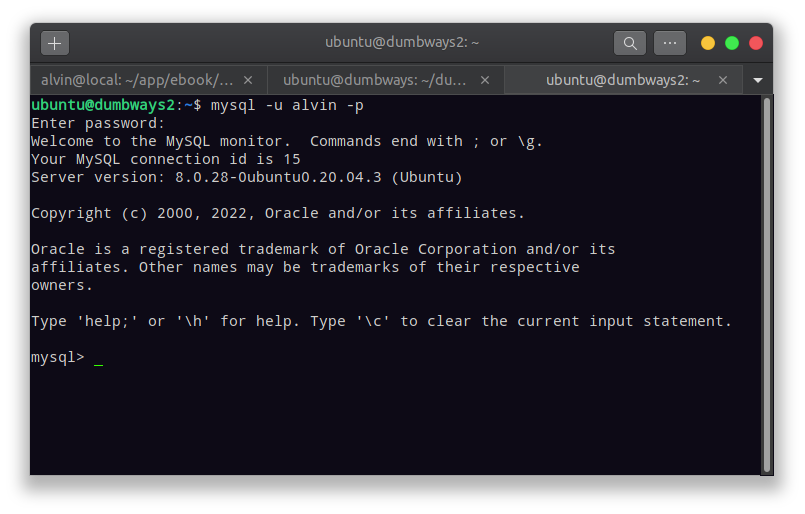 ubuntu@dumbways2: ~
alvin@local: ~/app/ebook/...
ubuntu@dumbways: ~/du...
ubuntu@dumbways2: ~
ubuntu@dumbways2:~$ mysql -u alvin -p
Enter password:
Welcome to the MySQL monitor.  Commands end with ; or \g.
Your MySQL connection id is 15
Server version: 8.0.28-0ubuntu0.20.04.3 (Ubuntu)
Copyright (c) 2000, 2022, Oracle and/or its affiliates.
Oracle is a registered trademark of Oracle Corporation and/or its
affiliates. Other names may be trademarks of their respective
owners.
Type 'help;' or '\h' for help. Type '\c' to clear the current input statement.
mysql> _